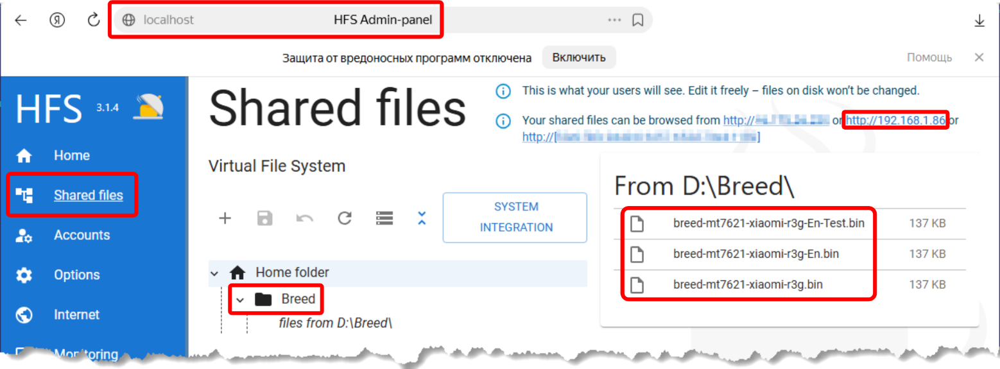 localhost HFS Admin-panel
Защита от вредоносных программ отключена Включить Помощь
HFS 3.1.4
Home
Shared files
Accounts
Options
Internet
Monitoring
Shared files
This is what your users will see. Edit it freely – files on disk won't be changed.
Your shared files can be browsed from http:// or http://192.168.1.86 or
http://[ ]
Virtual File System
SYSTEM
INTEGRATION
Home folder
Breed
files from D:\Breed\
From D:\Breed\
breed-mt7621-xiaomi-r3g-En-Test.bin 137 KB
breed-mt7621-xiaomi-r3g-En.bin 137 KB
breed-mt7621-xiaomi-r3g.bin 137 KB